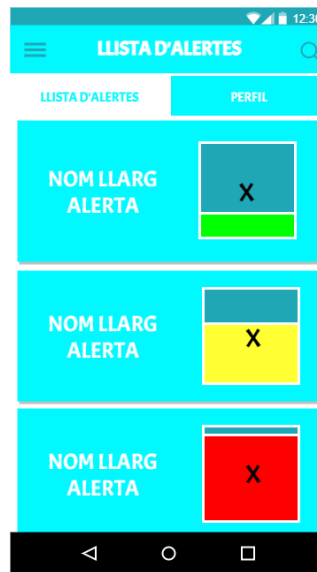 12:30
LLISTA D'ALERTES
LLISTA D'ALERTES
PERFIL
NOM LLARG
ALERTA
X
NOM LLARG
ALERTA
X
NOM LLARG
ALERTA
X